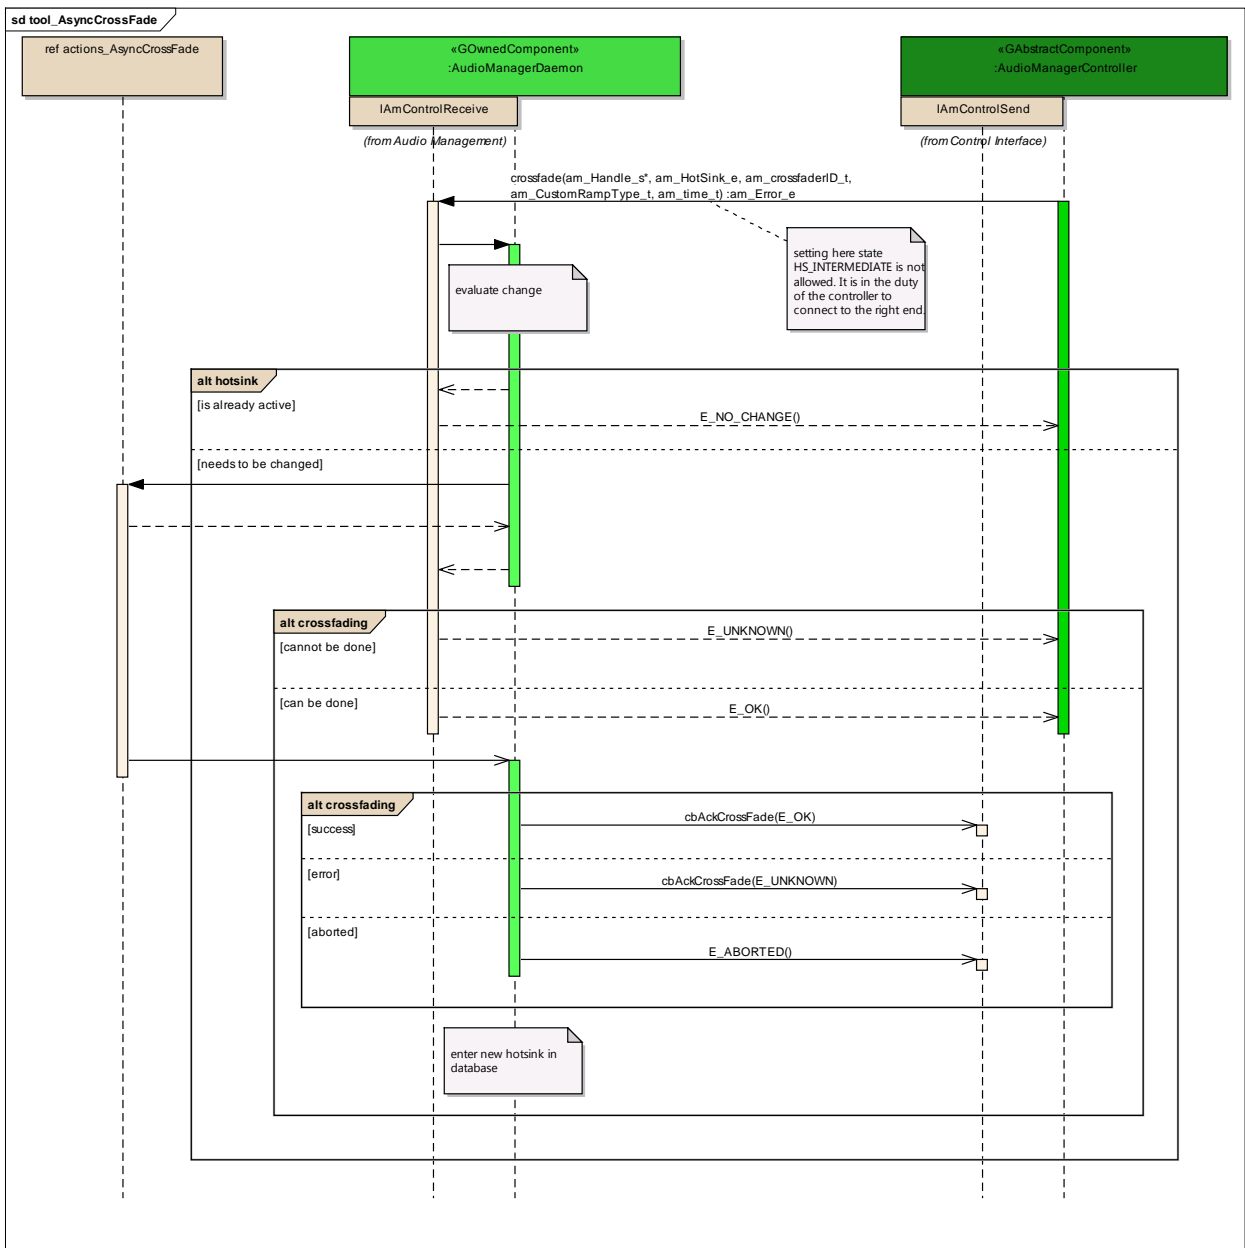 sd tool_AsyncCrossFade
ref actions_AsyncCrossFade
«GOwnedComponent»
:AudioManagerDaemon
«GAbstractComponent»
:AudioManagerController
IAmControlReceive
IAmControlSend
(from Audio Management)
(from Control Interface)
crossfade(am_Handle_s*, am_HotSink_e, am_crossfaderID_t,
am_CustomRampType_t, am_time_t) :am_Error_e
setting here state
HS_INTERMEDIATE is not
allowed. It is in the duty
of the controller to
connect to the right end.
evaluate change
alt hotsink
[is already active]
E_NO_CHANGE()
[needs to be changed]
alt crossfading
E_UNKNOWN()
[cannot be done]
[can be done]
E_OK()
alt crossfading
cbAckCrossFade(E_OK)
[success]
[error]
cbAckCrossFade(E_UNKNOWN)
[aborted]
E_ABORTED()
enter new hotsink in
database